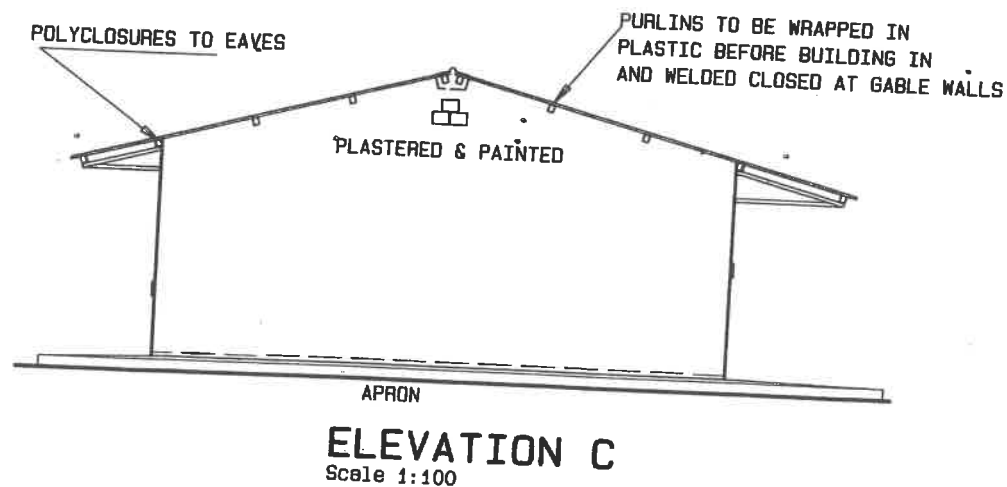 POLYCLOSURES TO EAVES
PURLINS TO BE WRAPPED IN
PLASTIC BEFORE BUILDING IN
AND WELDED CLOSED AT GABLE WALLS
PLASTERED & PAINTED
APRON
ELEVATION C
Scale 1:100